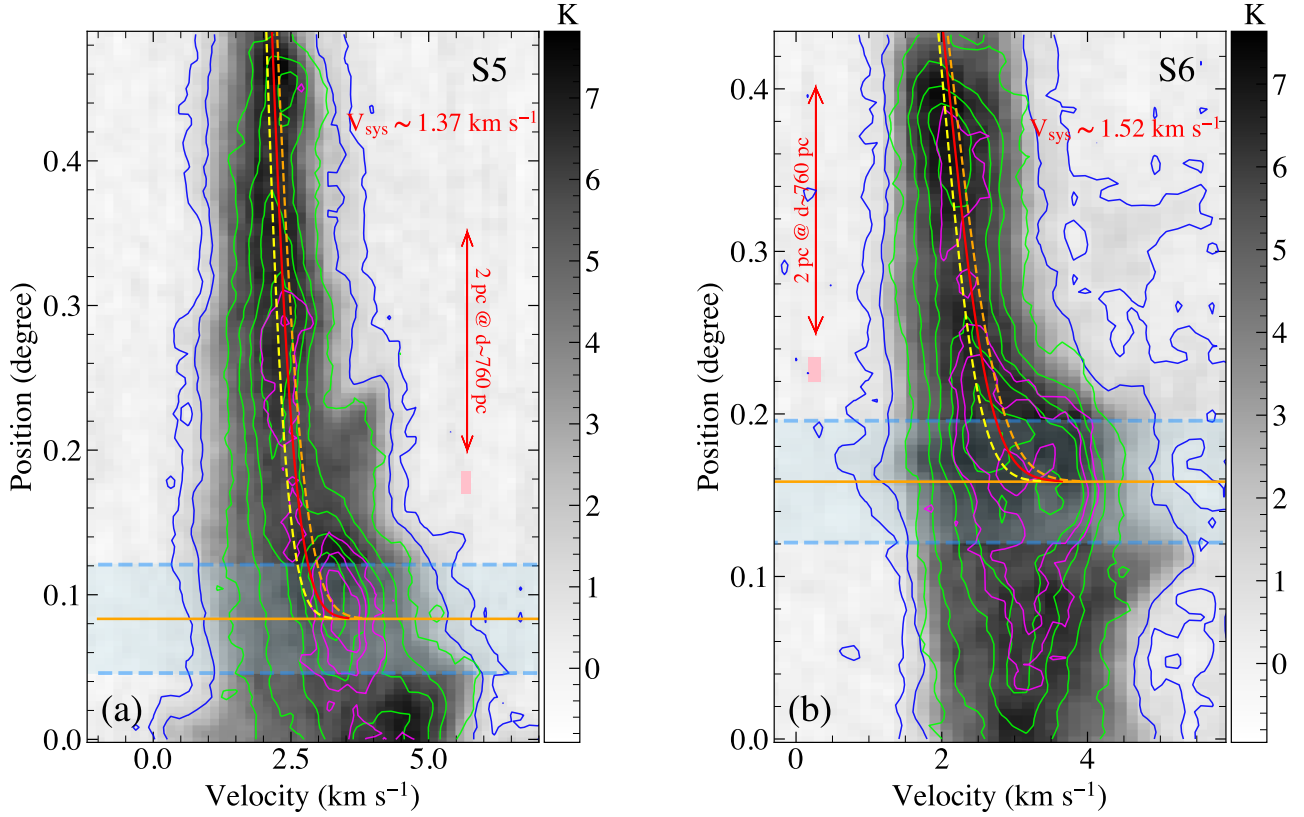 K
K
S5
S6
V_sys ~ 1.37 km s⁻¹
V_sys ~ 1.52 km s⁻¹
2 pc @ d~760 pc
2 pc @ d~760 pc
(a)
(b)
0.4
0.3
0.2
0.1
0.0
Position (degree)
0.0
2.5
5.0
Velocity (km s⁻¹)
7
6
5
4
3
2
1
0
0.4
0.3
0.2
0.1
0.0
Position (degree)
0
2
4
Velocity (km s⁻¹)
7
6
5
4
3
2
1
0